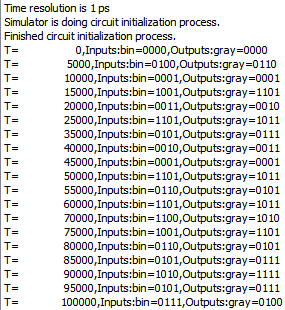 Time resolution is 1 ps
Simulator is doing circuit initialization process.
Finished circuit initialization process.
T= 0,Inputs:bin=0000,Outputs:gray=0000
T= 5000,Inputs:bin=0100,Outputs:gray=0110
T= 10000,Inputs:bin=0001,Outputs:gray=0001
T= 15000,Inputs:bin=1001,Outputs:gray=1101
T= 20000,Inputs:bin=0011,Outputs:gray=0010
T= 25000,Inputs:bin=1101,Outputs:gray=1011
T= 35000,Inputs:bin=0101,Outputs:gray=0111
T= 40000,Inputs:bin=0010,Outputs:gray=0011
T= 45000,Inputs:bin=0001,Outputs:gray=0001
T= 50000,Inputs:bin=1101,Outputs:gray=1011
T= 55000,Inputs:bin=0110,Outputs:gray=0101
T= 60000,Inputs:bin=1101,Outputs:gray=1011
T= 70000,Inputs:bin=1100,Outputs:gray=1010
T= 75000,Inputs:bin=1001,Outputs:gray=1101
T= 80000,Inputs:bin=0110,Outputs:gray=0101
T= 85000,Inputs:bin=0101,Outputs:gray=0111
T= 90000,Inputs:bin=1010,Outputs:gray=1111
T= 95000,Inputs:bin=0101,Outputs:gray=0111
T= 100000,Inputs:bin=0111,Outputs:gray=0100